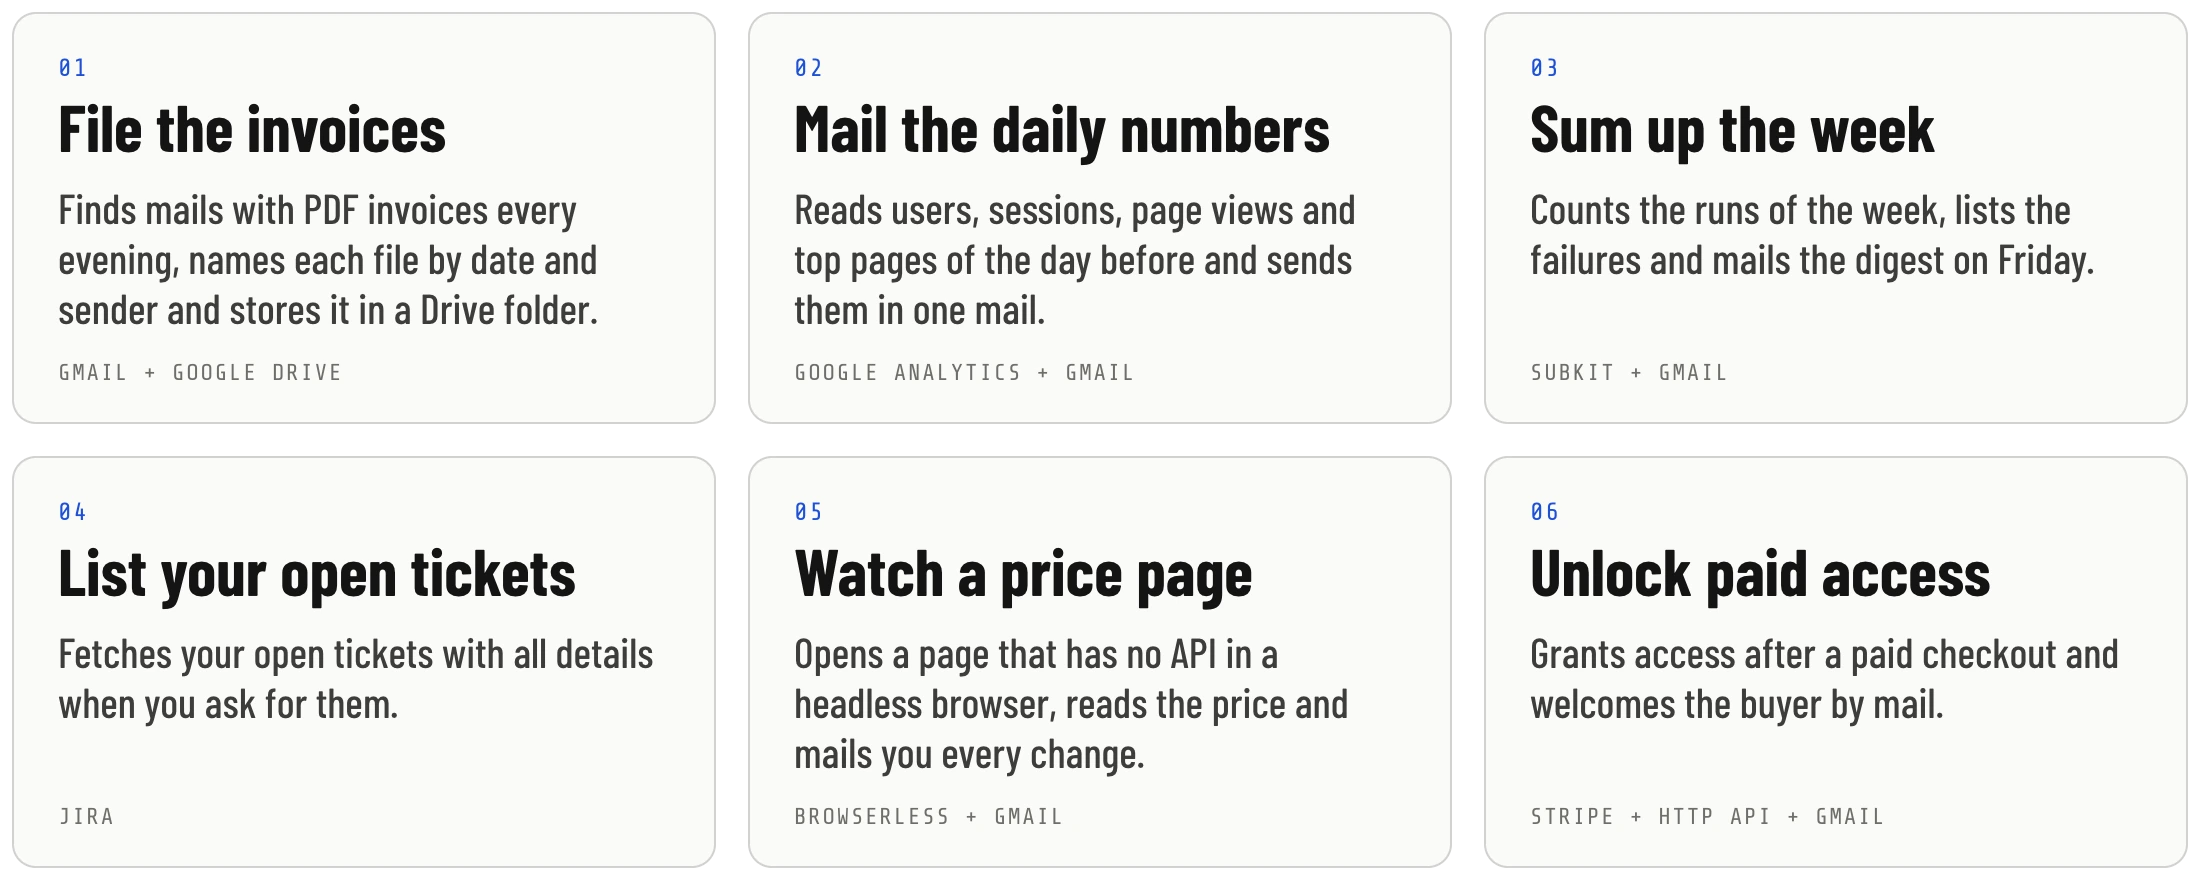 01
File the invoices
Finds mails with PDF invoices every
evening, names each file by date and
sender and stores it in a Drive folder.
GMAIL + GOOGLE DRIVE
02
Mail the daily numbers
Reads users, sessions, page views and
top pages of the day before and sends
them in one mail.
GOOGLE ANALYTICS + GMAIL
03
Sum up the week
Counts the runs of the week, lists the
failures and mails the digest on Friday.
SUBKIT + GMAIL
04
List your open tickets
Fetches your open tickets with all details
when you ask for them.
JIRA
05
Watch a price page
Opens a page that has no API in a
headless browser, reads the price and
mails you every change.
BROWSERLESS + GMAIL
06
Unlock paid access
Grants access after a paid checkout and
welcomes the buyer by mail.
STRIPE + HTTP API + GMAIL